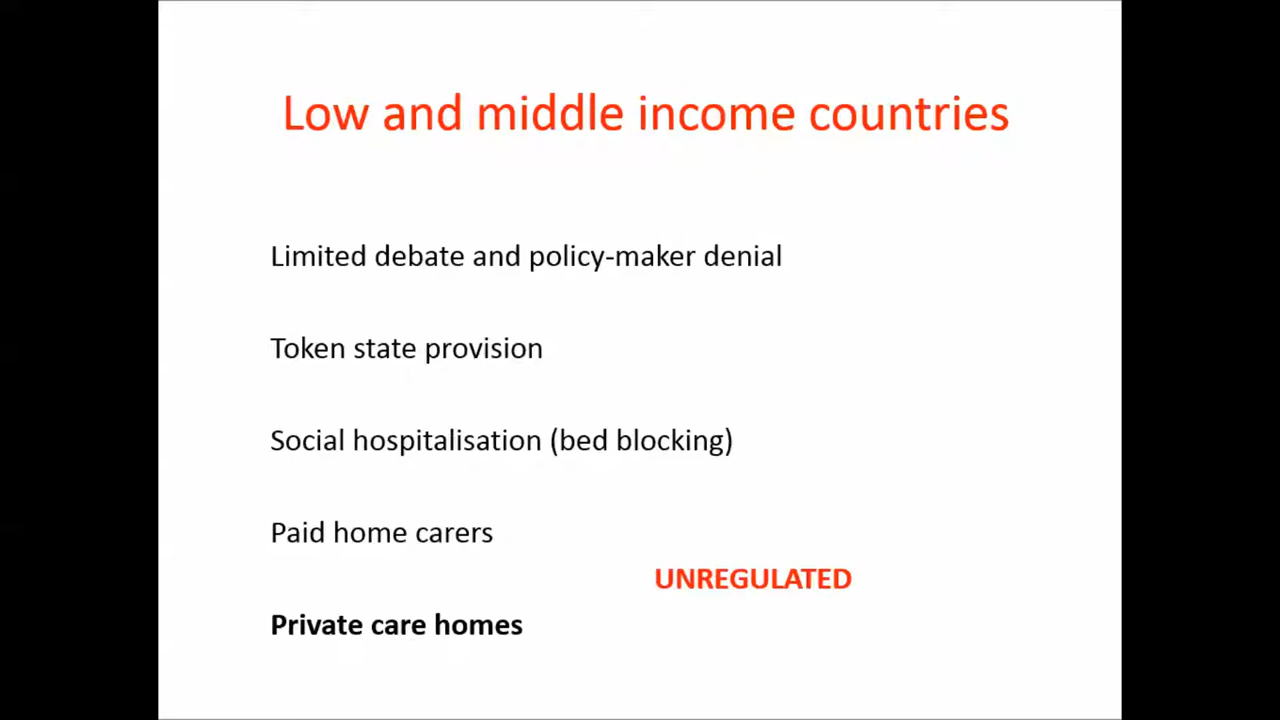 Low and middle income countries
Limited debate and policy-maker denial
Token state provision
Social hospitalisation (bed blocking)
Paid home carers
UNREGULATED
Private care homes